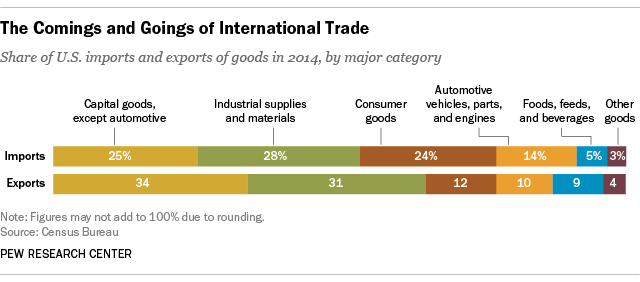 The Comings and Goings of International Trade
Share of U.S. imports and exports of goods in 2014, by major category
Capital goods, except automotive
Industrial supplies and materials
Consumer goods
Automotive vehicles, parts, and engines
Foods, feeds, and beverages
Other goods
Imports 25% 28% 24% 14% 5% 3%
Exports 34 31 12 10 9 4
Note: Figures may not add to 100% due to rounding.
Source: Census Bureau
PEW RESEARCH CENTER